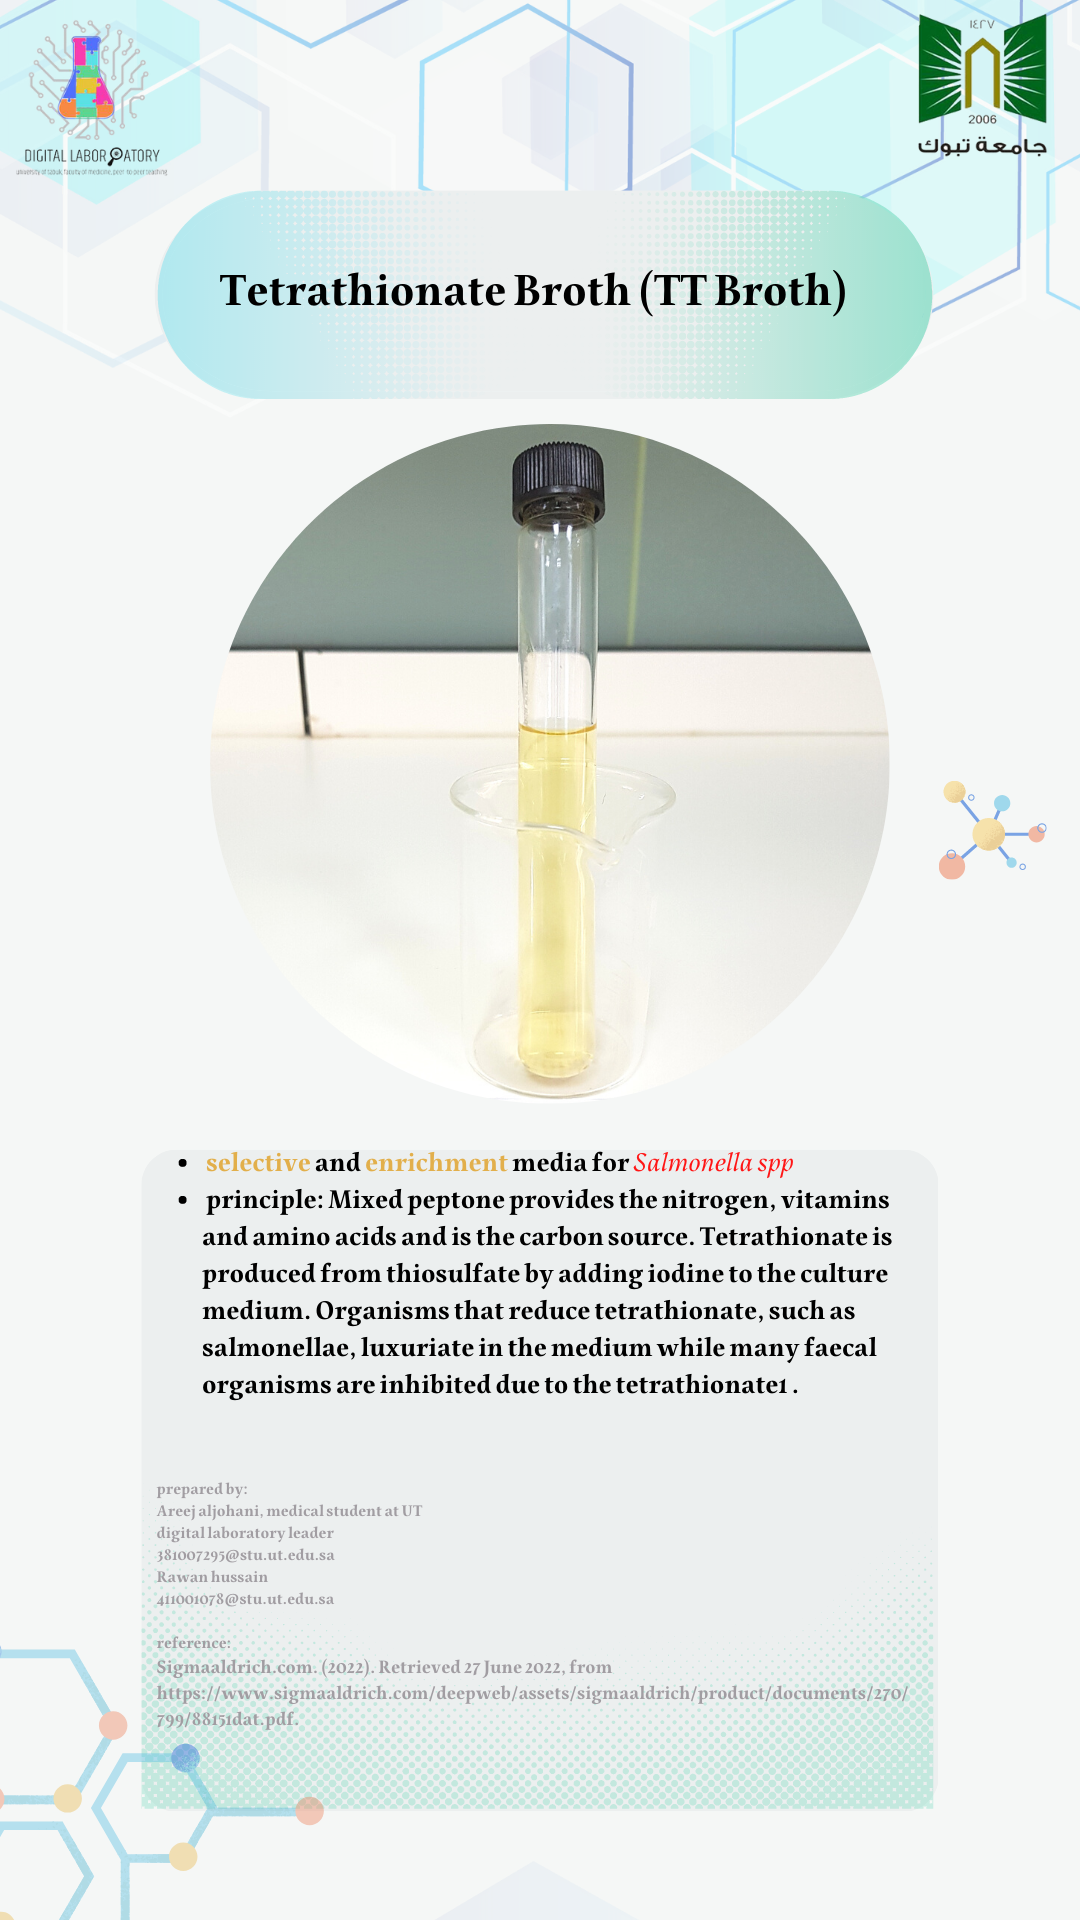 DIGITAL LABORATORY
university of tabuk, faculty of medicine, peer-to-peer teaching
١٤٢٧
2006
جامعة تبوك
Tetrathionate Broth (TT Broth)
• selective and enrichment media for Salmonella spp
• principle: Mixed peptone provides the nitrogen, vitamins
and amino acids and is the carbon source. Tetrathionate is
produced from thiosulfate by adding iodine to the culture
medium. Organisms that reduce tetrathionate, such as
salmonellae, luxuriate in the medium while many faecal
organisms are inhibited due to the tetrathionate1 .
prepared by:
Areej aljohani, medical student at UT
digital laboratory leader
381007295@stu.ut.edu.sa
Rawan hussain
411001078@stu.ut.edu.sa
reference:
Sigmaaldrich.com. (2022). Retrieved 27 June 2022, from
https://www.sigmaaldrich.com/deepweb/assets/sigmaaldrich/product/documents/270/
799/88151dat.pdf.